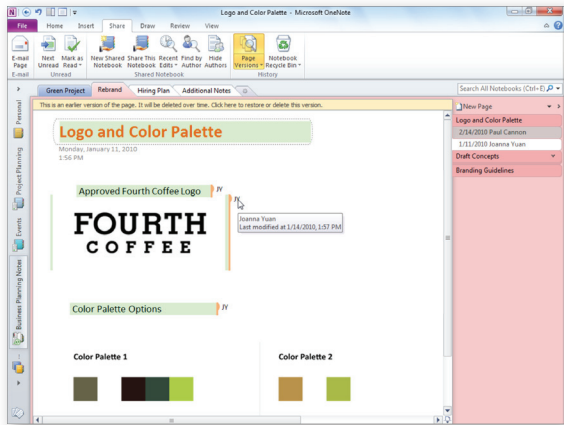 Logo and Color Palette - Microsoft OneNote
File Home Insert Share Draw Review View
E-mail Page
Next Unread
Mark as Read
New Shared Notebook
Share This Notebook
Recent Edits
Find by Author
Hide Authors
Page Versions
Notebook Recycle Bin
E-mail Unread Shared Notebook History
Green Project Rebrand Hiring Plan Additional Notes
Search All Notebooks (Ctrl+E)
This is an earlier version of the page. It will be deleted over time. Click here to restore or delete this version.
New Page
Logo and Color Palette
2/14/2010 Paul Cannon
1/11/2010 Joanna Yuan
Draft Concepts
Branding Guidelines
Personal
Project Planning
Events
Business Planning Notes
Logo and Color Palette
Monday, January 11, 2010
1:56 PM
Approved Fourth Coffee Logo JY
JY
Joanna Yuan
Last modified at 1/14/2010, 1:57 PM
FOURTH
COFFEE
Color Palette Options JY
Color Palette 1 Color Palette 2